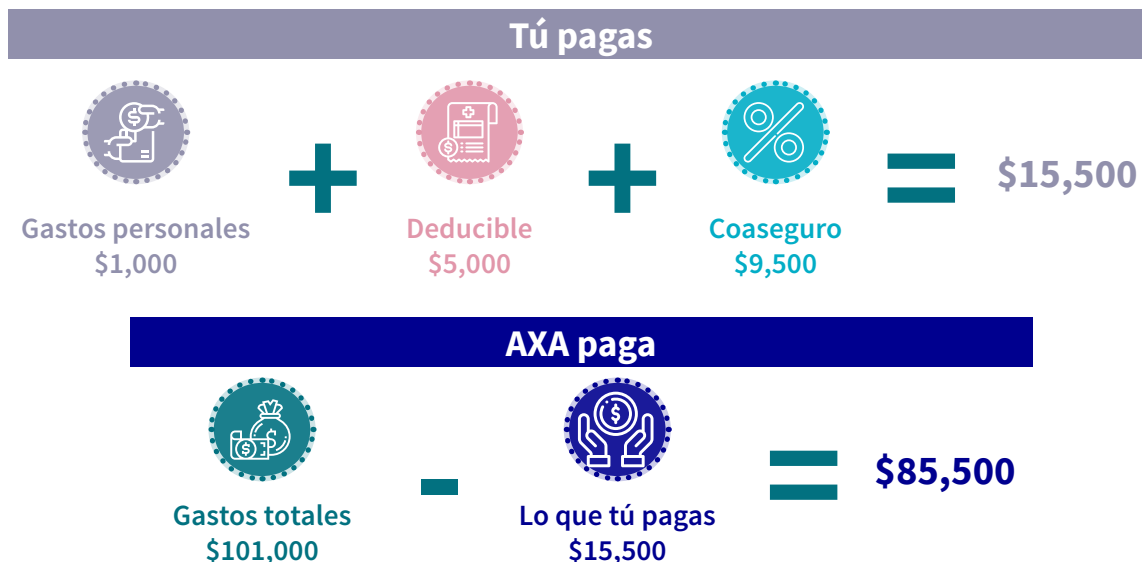 Tú pagas
$15,500
Gastos personales
$1,000
Deducible
$5,000
Coaseguro
$9,500
AXA paga
$85,500
Gastos totales
$101,000
Lo que tú pagas
$15,500